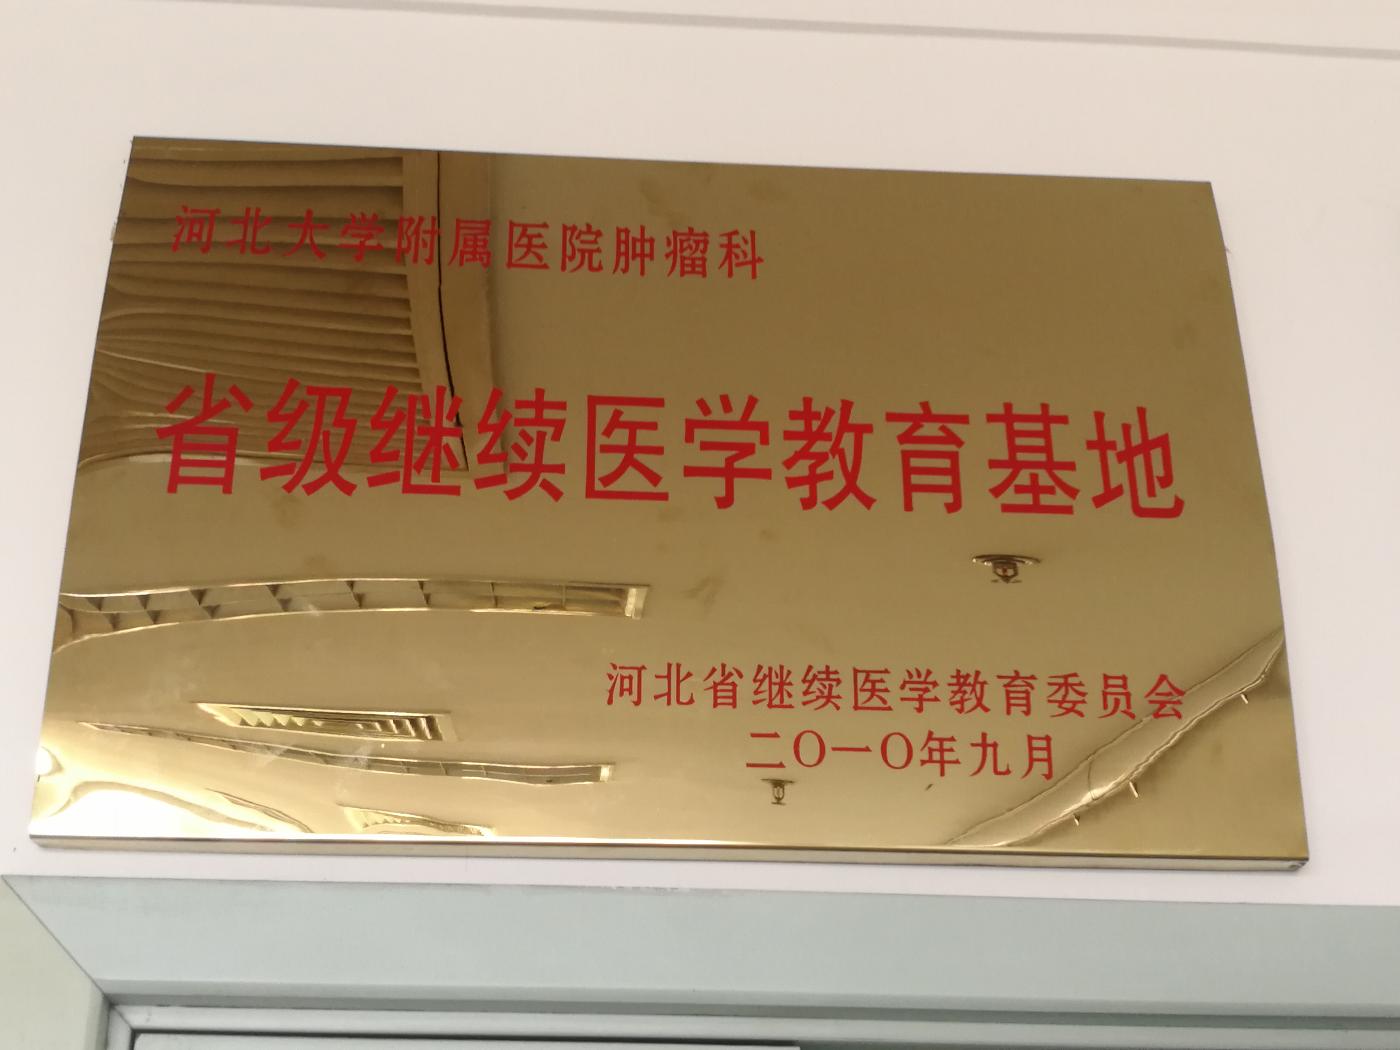 河北大学附属医院肿瘤科
省级继续医学教育基地
河北省继续医学教育委员会
二〇一〇年九月